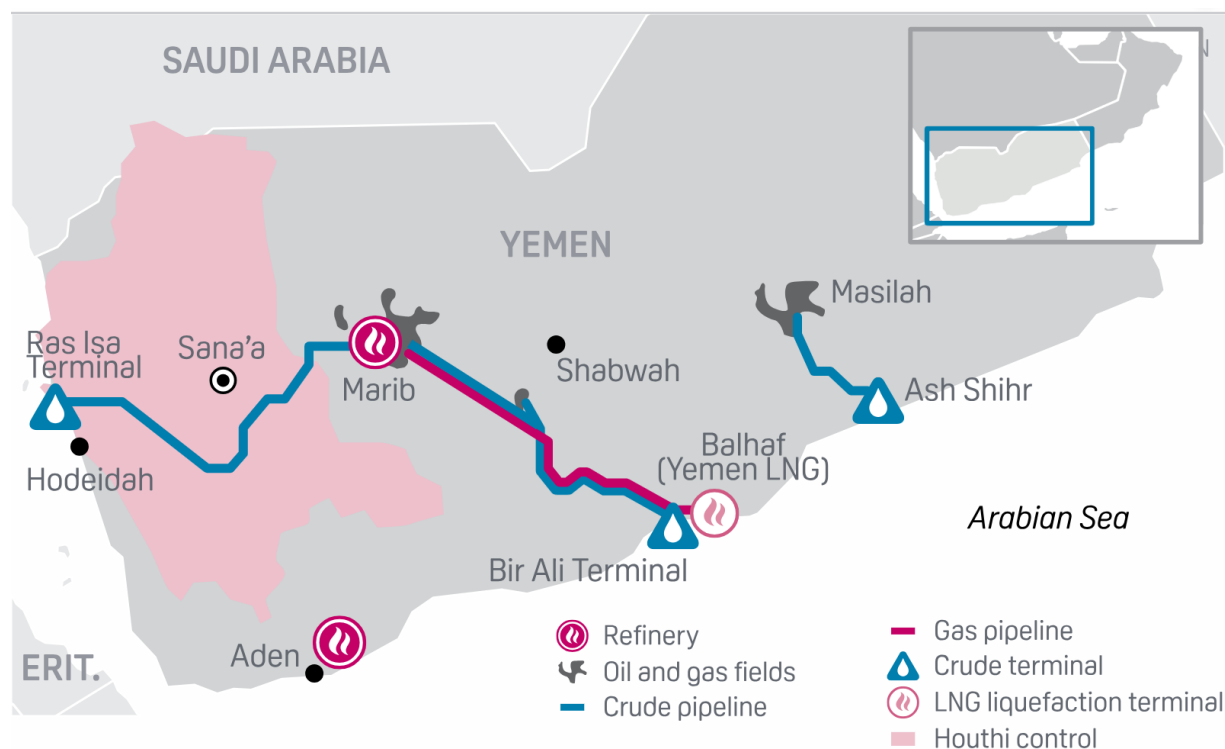 SAUDI ARABIA
N
YEMEN
Masilah
Ras Isa
Terminal
Sana'a
Marib
Shabwah
Ash Shihr
Hodeidah
Balhaf
(Yemen LNG)
Arabian Sea
Bir Ali Terminal
Aden
ERIT.
Refinery
Oil and gas fields
Crude pipeline
Gas pipeline
Crude terminal
LNG liquefaction terminal
Houthi control